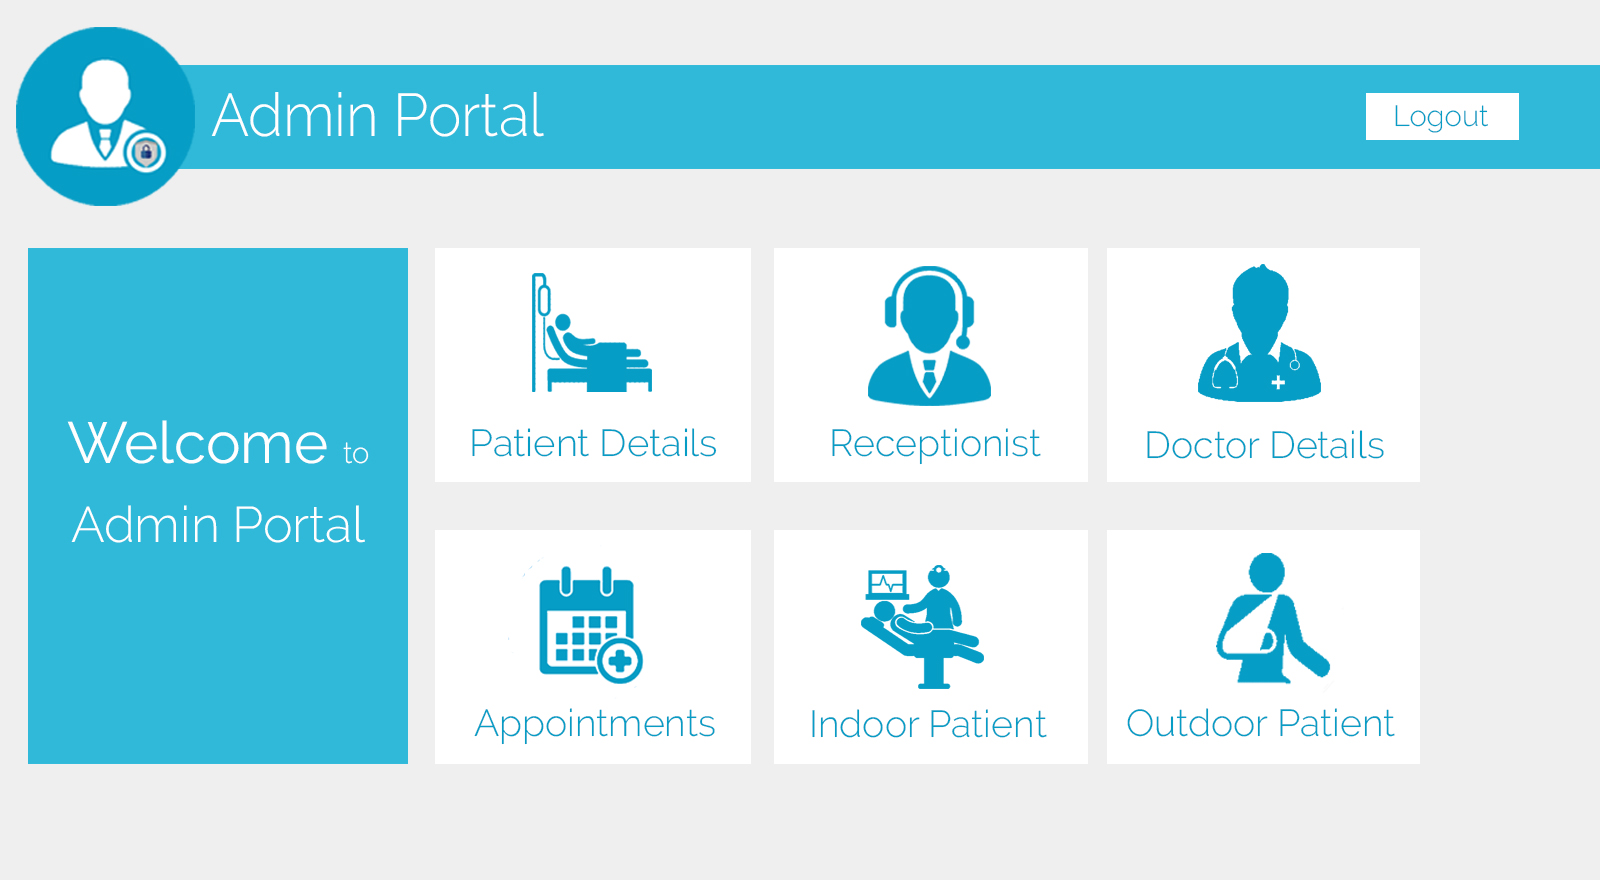 Admin Portal
Logout
Welcome to
Admin Portal
Patient Details
Receptionist
Doctor Details
Appointments
Indoor Patient
Outdoor Patient